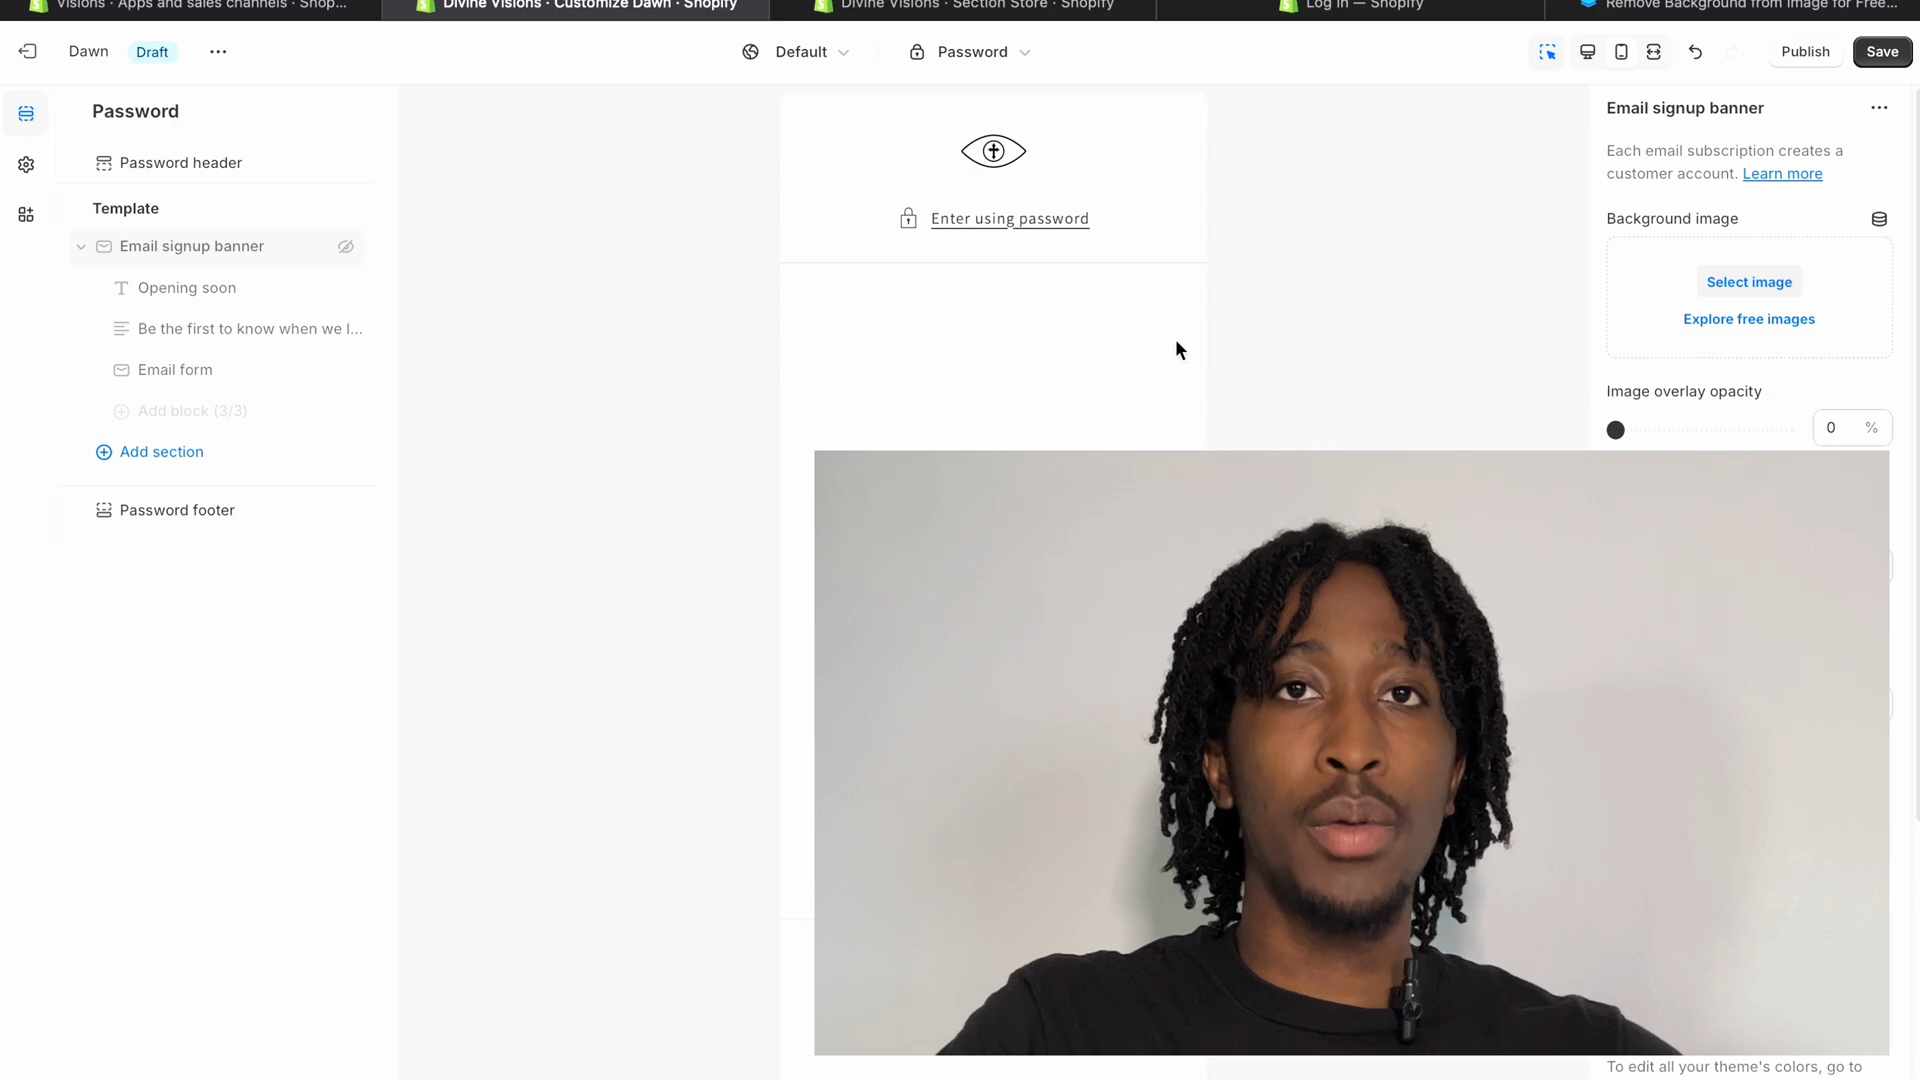 Visions · Apps and sales channels · Shop...
Divine Visions · Customize Dawn · Shopify
Divine Visions · Section Store · Shopify
Log in — Shopify
Remove Background from Image for Free...
Dawn
Draft
Default
Password
Publish
Save
Password
Password header
Template
Email signup banner
Opening soon
Be the first to know when we l...
Email form
Add block (3/3)
Add section
Password footer
Enter using password
Email signup banner
Each email subscription creates a
customer account. Learn more
Background image
Select image
Explore free images
Image overlay opacity
0 %
To edit all your theme's colors, go to